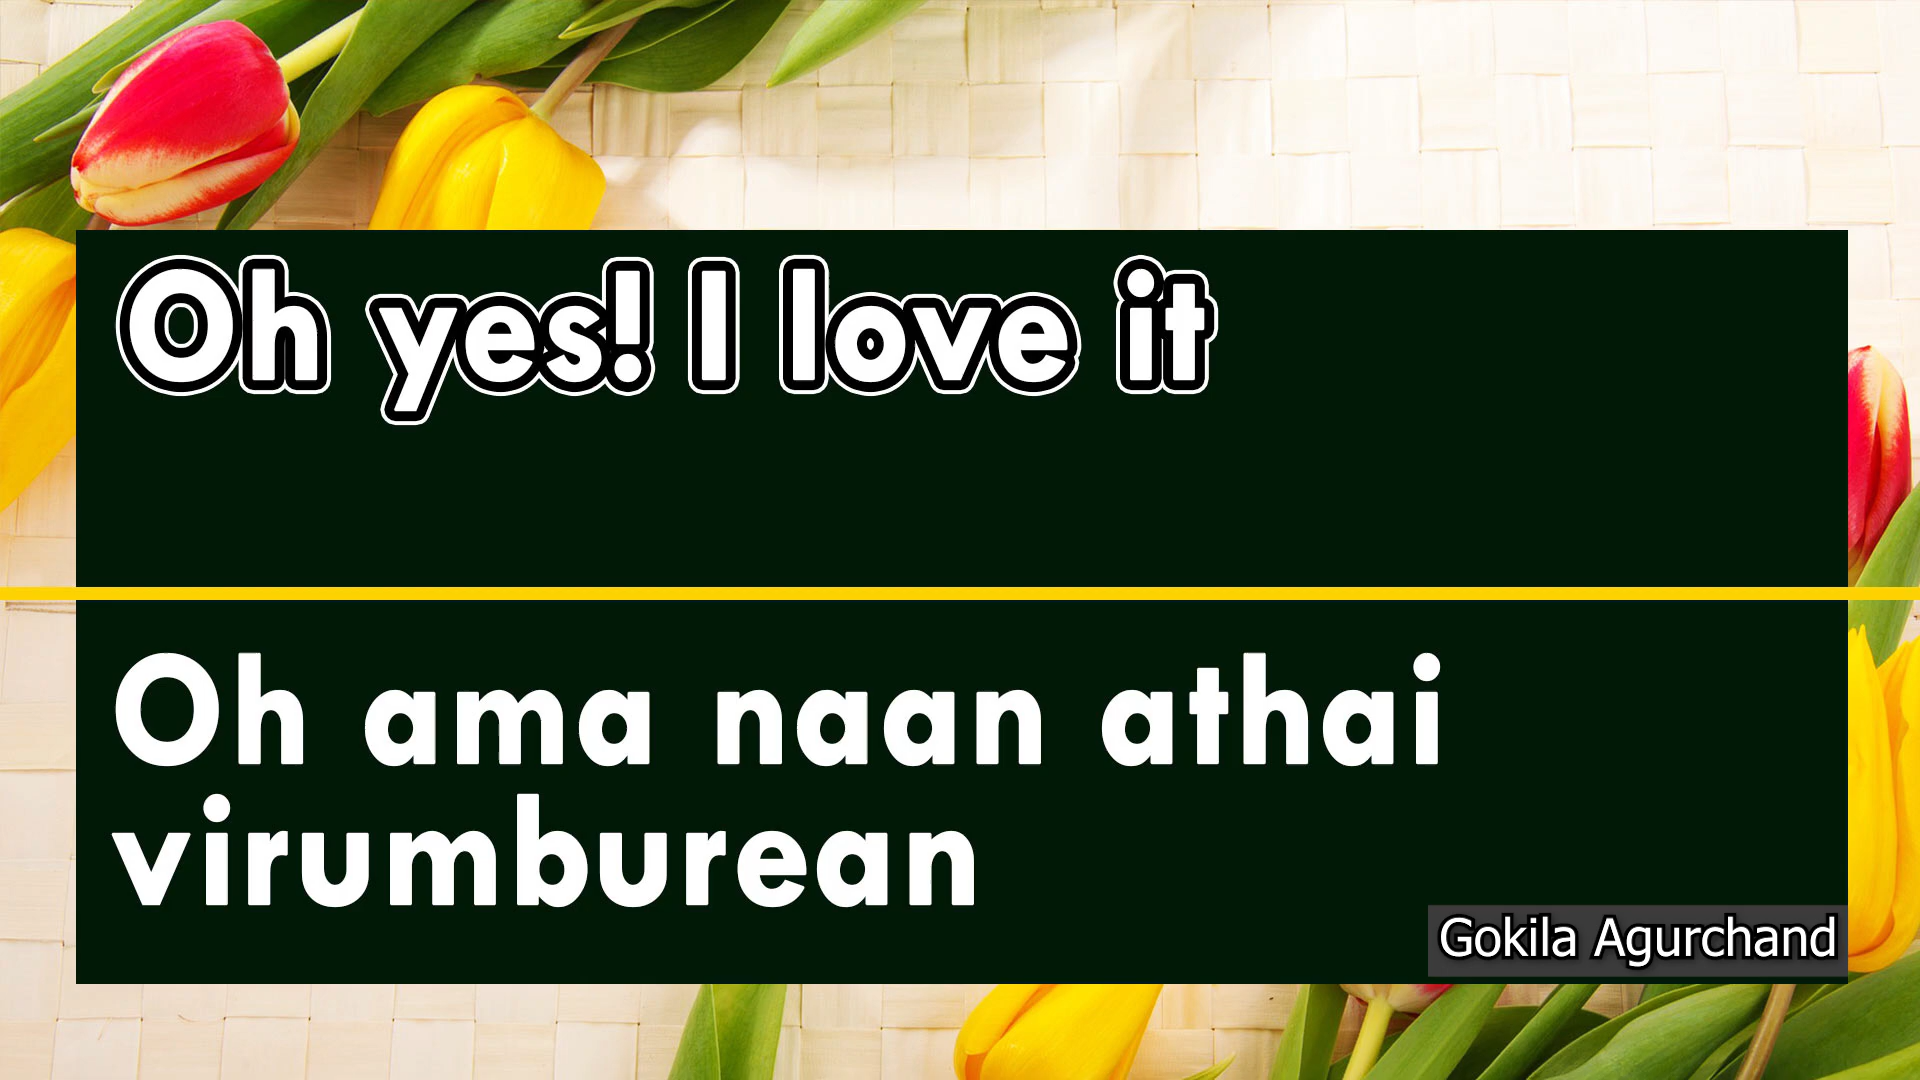 Oh yes! I love it
Oh ama naan athai
virumburean
Gokila Agurchand